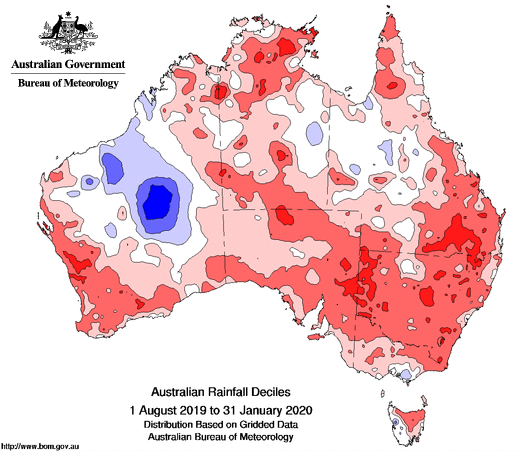 Australian Government
Bureau of Meteorology
Australian Rainfall Deciles
1 August 2019 to 31 January 2020
Distribution Based on Gridded Data
Australian Bureau of Meteorology
http://www.bom.gov.au